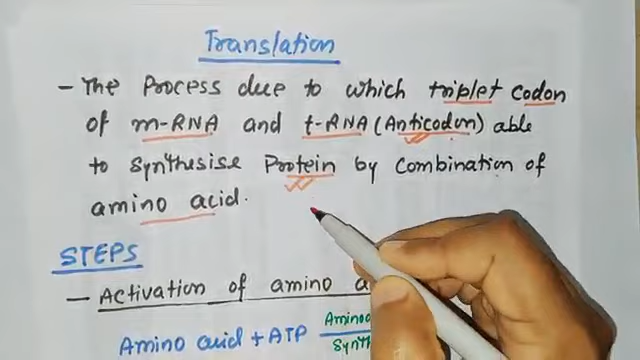 Translation
- The Process due to which triplet codon
of m-RNA and t-RNA (Anticodon) able
to synthesise Protein by Combination of
amino acid.
STEPS
- Activation of amino
Amino acid + ATP